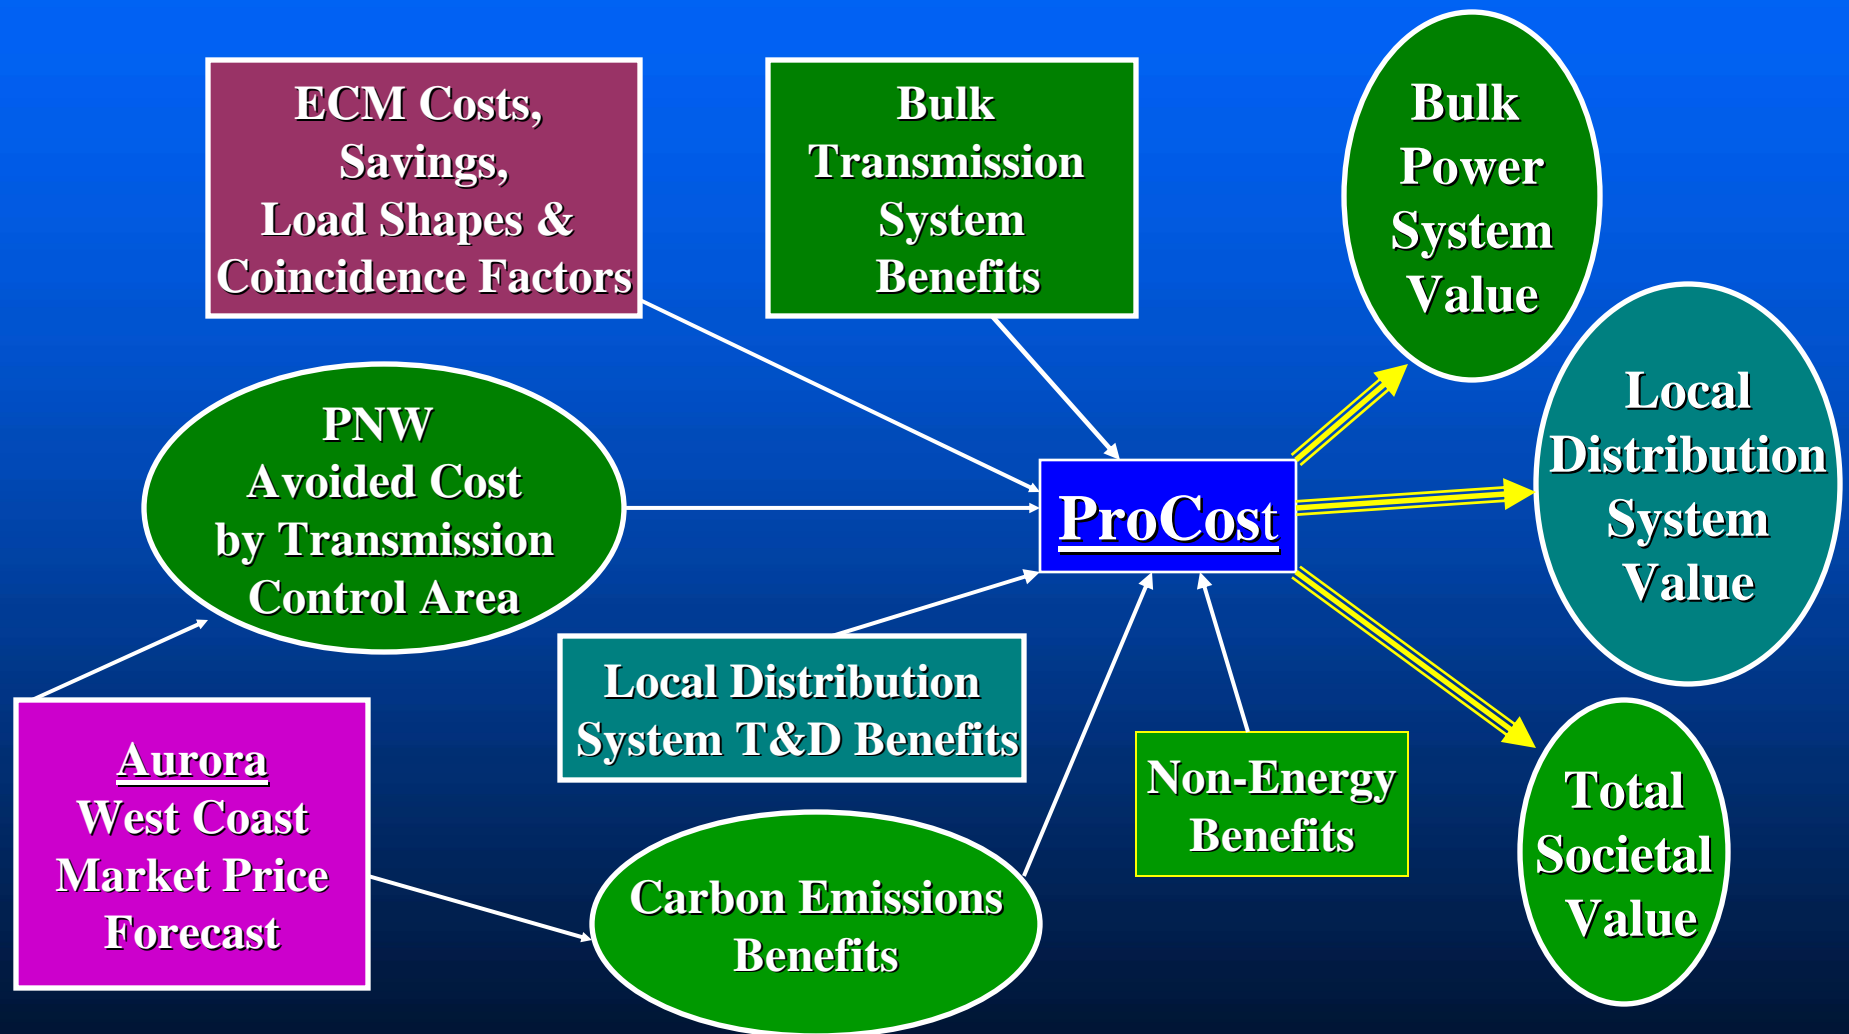 ECM Costs,
Savings,
Load Shapes &
Coincidence Factors
Bulk
Transmission
System
Benefits
Bulk
Power
System
Value
PNW
Avoided Cost
by Transmission
Control Area
ProCost
Local
Distribution
System
Value
Local Distribution
System T&D Benefits
Aurora
West Coast
Market Price
Forecast
Non-Energy
Benefits
Carbon Emissions
Benefits
Total
Societal
Value